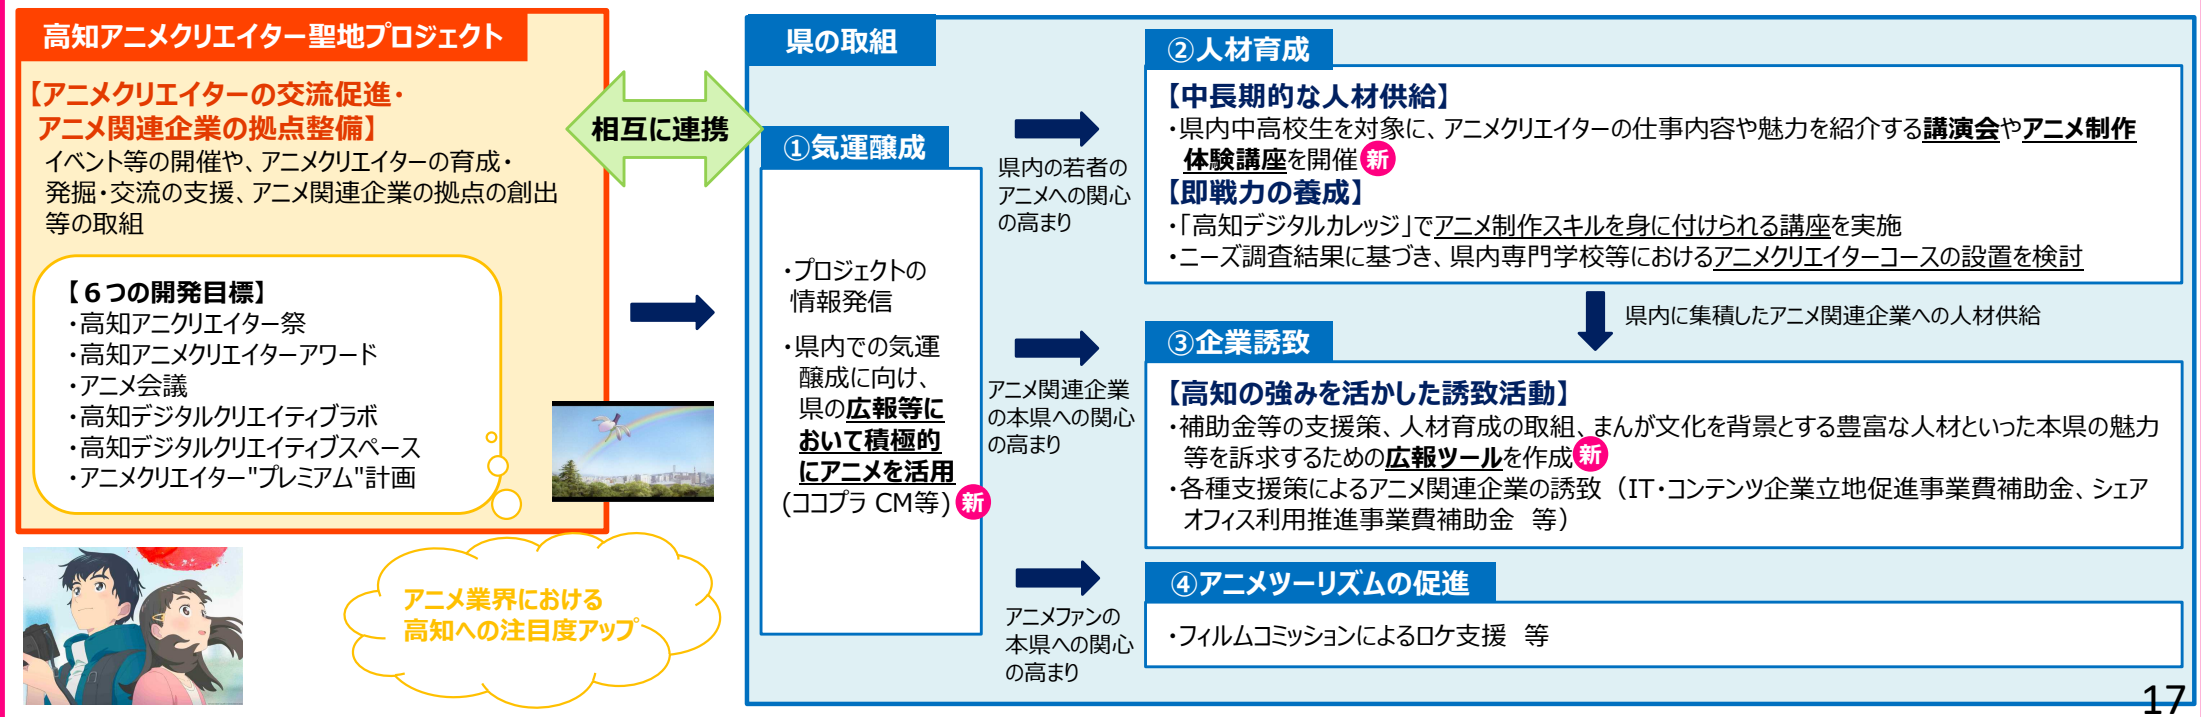 高知アニメクリエイター聖地プロジェクト
【アニメクリエイターの交流促進・
アニメ関連企業の拠点整備】
イベント等の開催や、アニメクリエイターの育成・
発掘・交流の支援、アニメ関連企業の拠点の創出
等の取組
【６つの開発目標】
・高知アニクリエイター祭
・高知アニメクリエイターアワード
・アニメ会議
・高知デジタルクリエイティブラボ
・高知デジタルクリエイティブスペース
・アニメクリエイター"プレミアム"計画
アニメ業界における
高知への注目度アップ
相互に連携
県の取組
①気運醸成
・プロジェクトの
情報発信
・県内での気運
醸成に向け、
県の広報等に
おいて積極的
にアニメを活用
(ココプラ CM等) 新
県内の若者の
アニメへの関心
の高まり
アニメ関連企業
の本県への関心
の高まり
アニメファンの
本県への関心
の高まり
②人材育成
【中長期的な人材供給】
・県内中高校生を対象に、アニメクリエイターの仕事内容や魅力を紹介する講演会やアニメ制作
体験講座を開催 新
【即戦力の養成】
・「高知デジタルカレッジ」でアニメ制作スキルを身に付けられる講座を実施
・ニーズ調査結果に基づき、県内専門学校等におけるアニメクリエイターコースの設置を検討
県内に集積したアニメ関連企業への人材供給
③企業誘致
【高知の強みを活かした誘致活動】
・補助金等の支援策、人材育成の取組、まんが文化を背景とする豊富な人材といった本県の魅力
等を訴求するための広報ツールを作成 新
・各種支援策によるアニメ関連企業の誘致（IT・コンテンツ企業立地促進事業費補助金、シェア
オフィス利用推進事業費補助金　等）
④アニメツーリズムの促進
・フィルムコミッションによるロケ支援　等
17